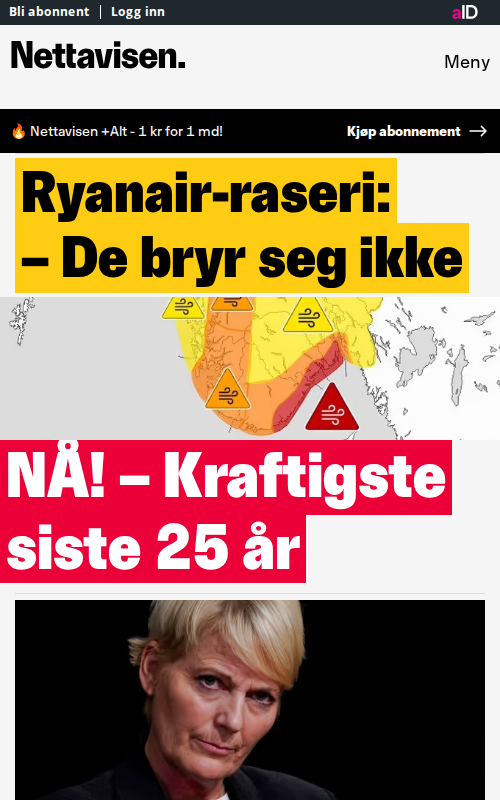 Bli abonnent | Logg inn
aID
Nettavisen.
Meny
Nettavisen +Alt - 1 kr for 1 md!
Kjøp abonnement
Ryanair-raseri:
– De bryr seg ikke
NÅ! – Kraftigste
siste 25 år